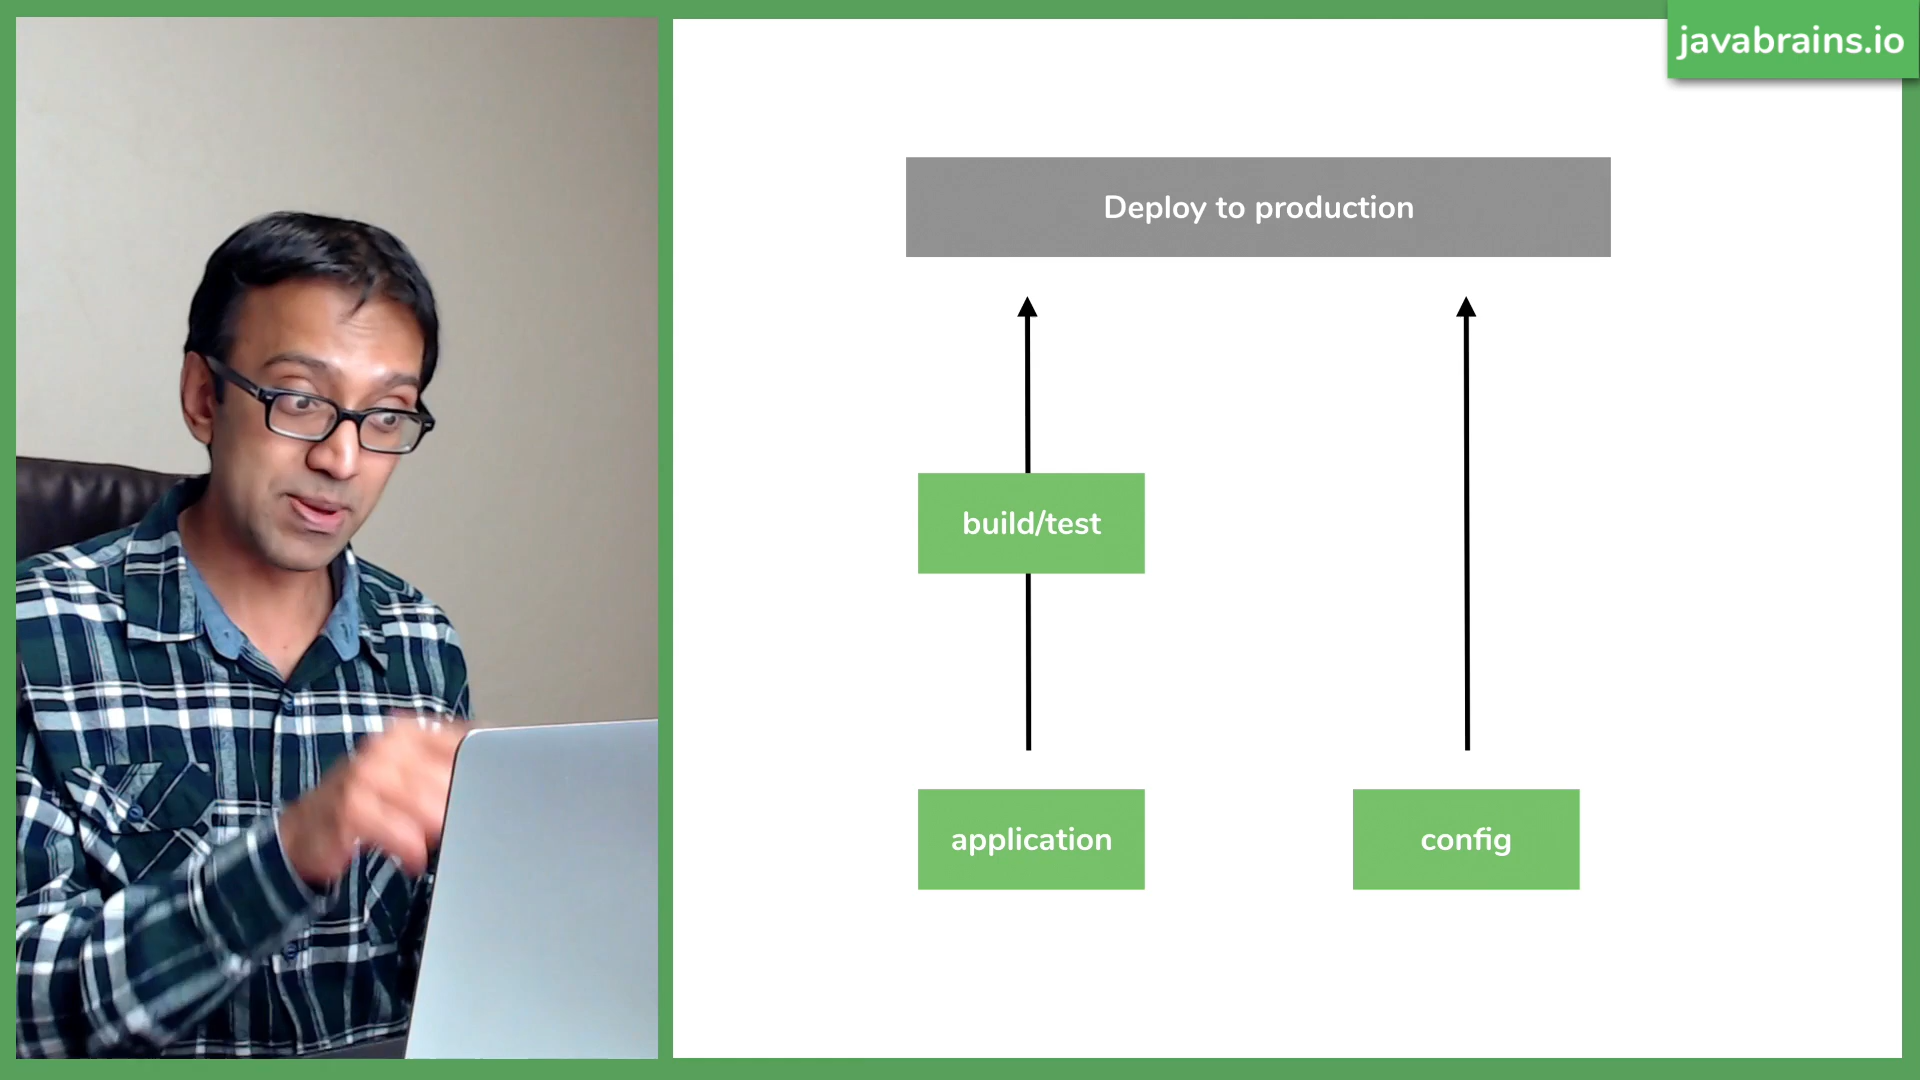 javabrains.io
Deploy to production
build/test
application
config